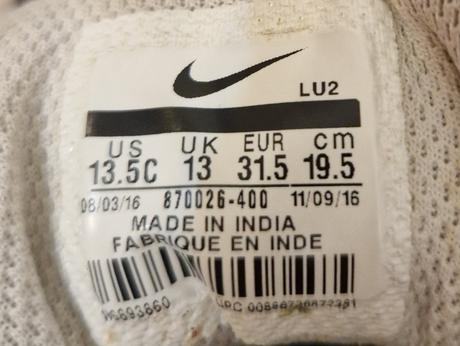 LU2
US UK EUR cm
13.5C 13 31.5 19.5
08/03/16 870026-400 11/09/16
MADE IN INDIA
FABRIQUE EN INDE